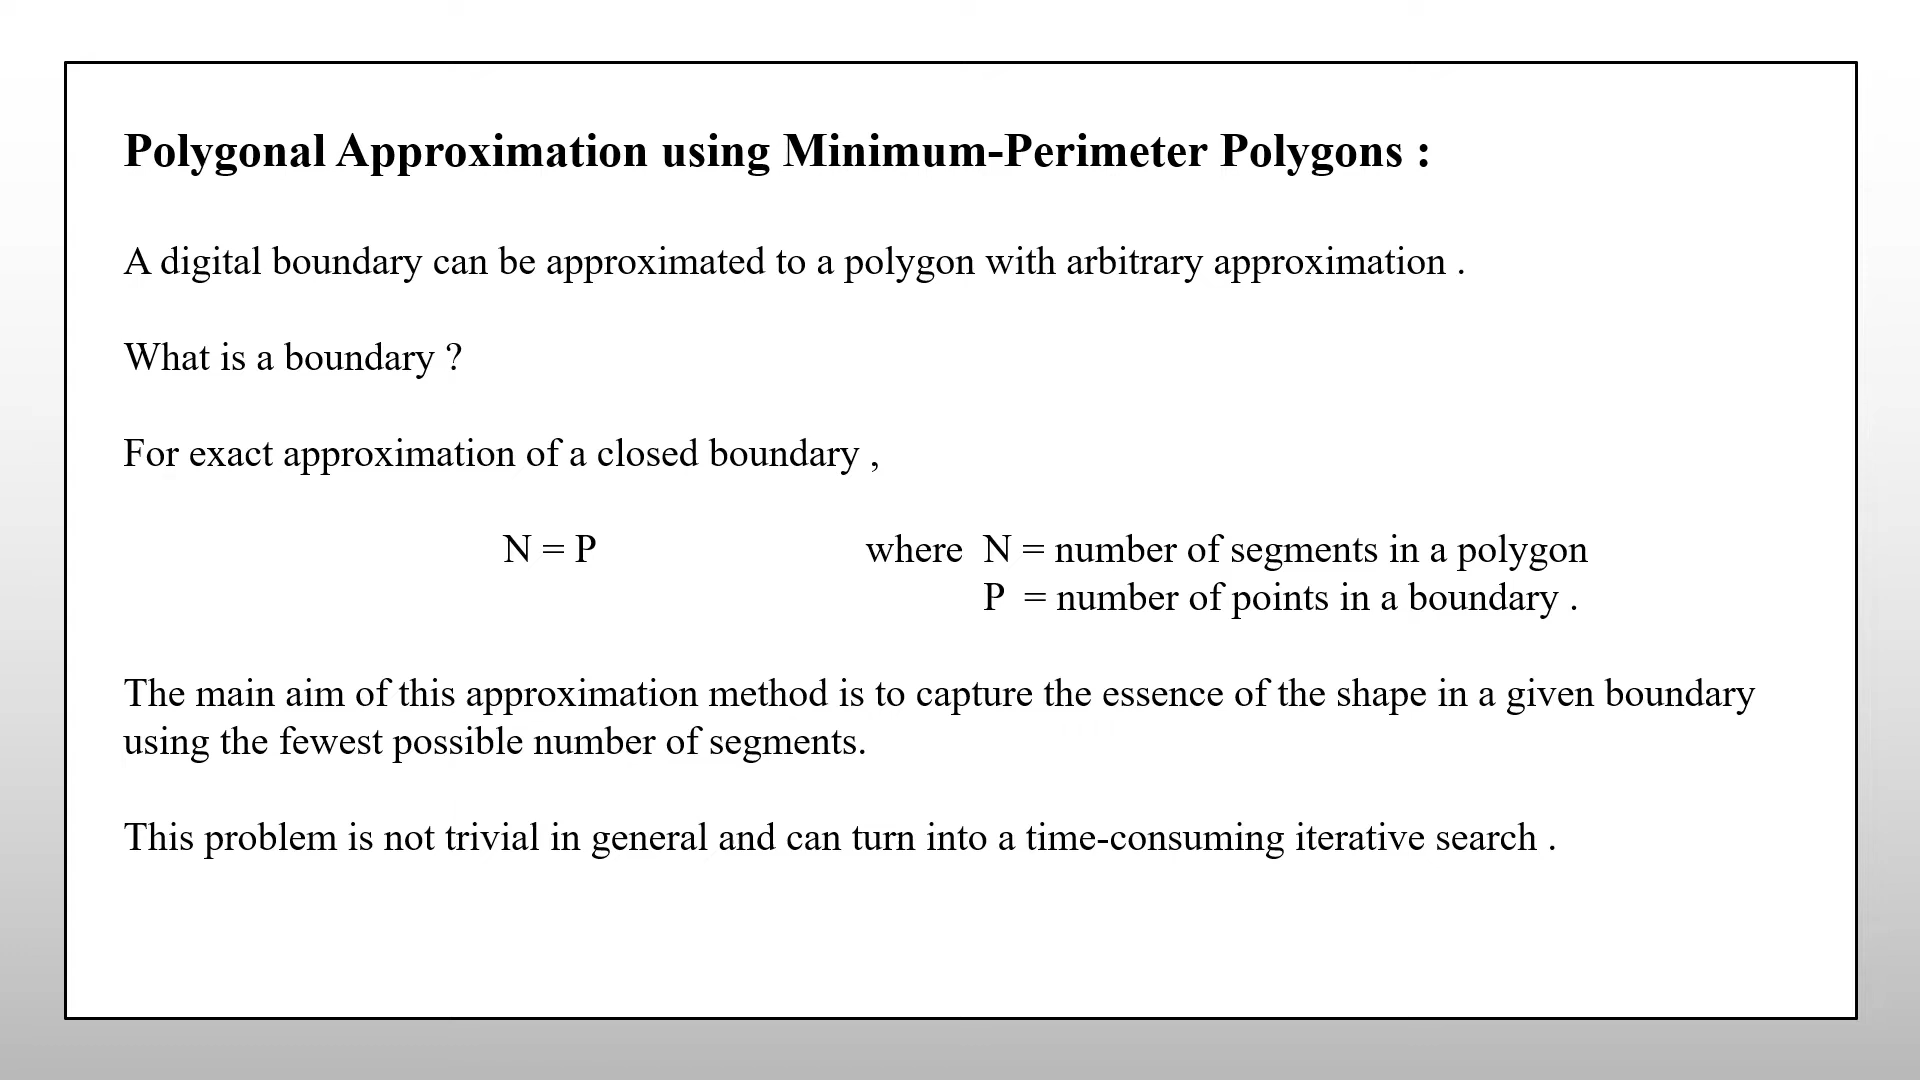 Polygonal Approximation using Minimum-Perimeter Polygons :
A digital boundary can be approximated to a polygon with arbitrary approximation .
What is a boundary ?
For exact approximation of a closed boundary ,
N = P where N = number of segments in a polygon
P = number of points in a boundary .
The main aim of this approximation method is to capture the essence of the shape in a given boundary
using the fewest possible number of segments.
This problem is not trivial in general and can turn into a time-consuming iterative search .